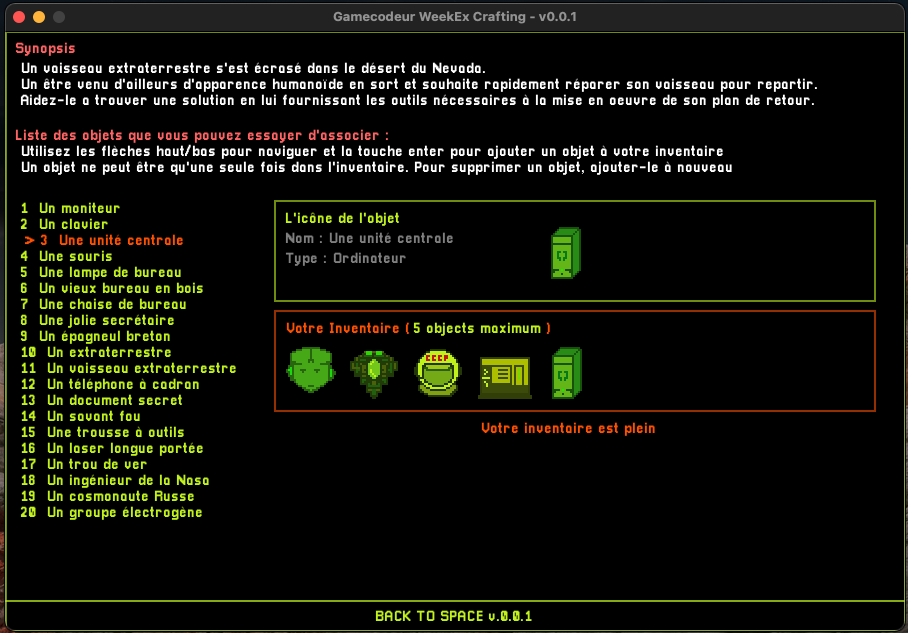 Gamecodeur WeekEx Crafting - v0.0.1
Synopsis
Un vaisseau extraterrestre s'est écrasé dans le désert du Nevada.
Un être venu d'ailleurs d'apparence humanoïde en sort et souhaite rapidement réparer son vaisseau pour repartir.
Aidez-le a trouver une solution en lui fournissant les outils nécessaires à la mise en oeuvre de son plan de retour.
Liste des objets que vous pouvez essayer d'associer :
Utilisez les flèches haut/bas pour naviguer et la touche enter pour ajouter un objet à votre inventaire
Un objet ne peut être qu'une seule fois dans l'inventaire. Pour supprimer un objet, ajouter-le à nouveau
1 Un moniteur
2 Un clavier
> 3 Une unité centrale
4 Une souris
5 Une lampe de bureau
6 Un vieux bureau en bois
7 Une chaise de bureau
8 Une jolie secrétaire
9 Un épagneul breton
10 Un extraterrestre
11 Un vaisseau extraterrestre
12 Un téléphone à cadran
13 Un document secret
14 Un savant fou
15 Une trousse à outils
16 Un laser longue portée
17 Un trou de ver
18 Un ingénieur de la Nasa
19 Un cosmonaute Russe
20 Un groupe électrogène
L'icône de l'objet
Nom : Une unité centrale
Type : Ordinateur
Votre Inventaire ( 5 objects maximum )
CCCP
Votre inventaire est plein
BACK TO SPACE v.0.0.1